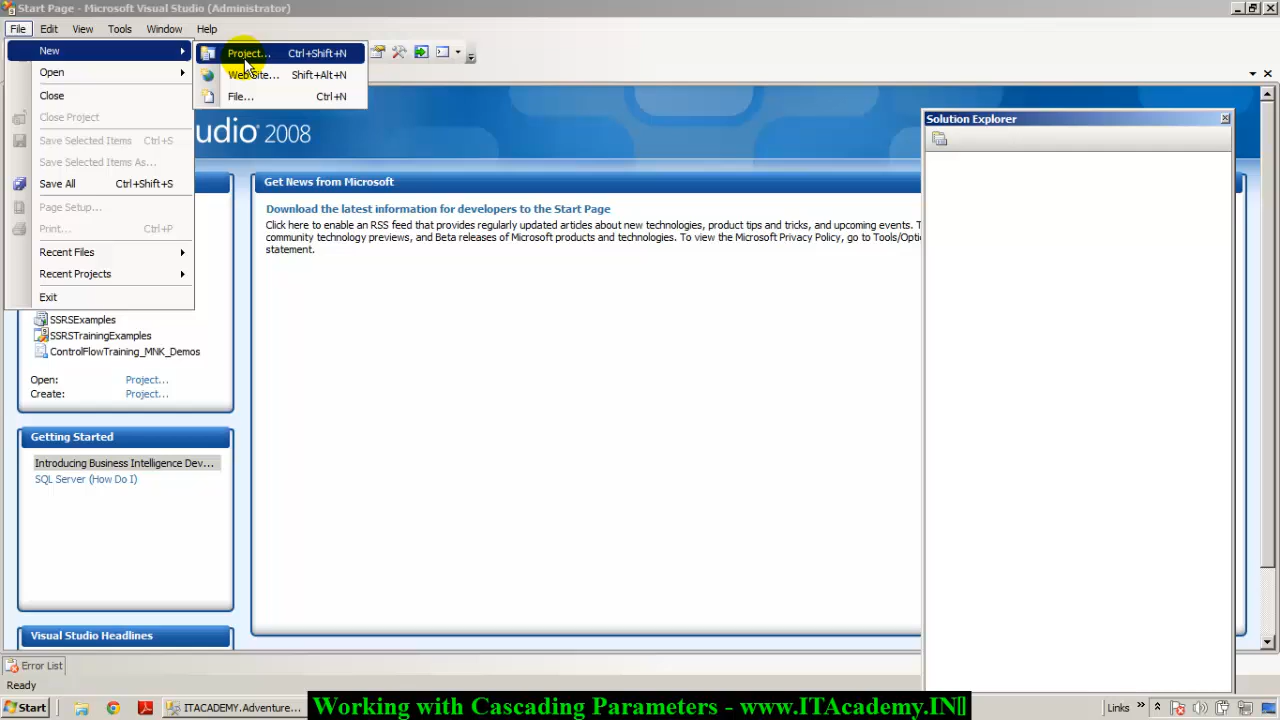 Start Page - Microsoft Visual Studio (Administrator)
File Edit View Tools Window Help
New
Project... Ctrl+Shift+N
Web Site... Shift+Alt+N
File... Ctrl+N
Open
Close
Close Project
Save Selected Items Ctrl+S
Save Selected Items As...
Save All Ctrl+Shift+S
Page Setup...
Print... Ctrl+P
Recent Files
Recent Projects
Exit
udio 2008
Solution Explorer
Get News from Microsoft
Download the latest information for developers to the Start Page
Click here to enable an RSS feed that provides regularly updated articles about new technologies, product tips and tricks, and upcoming events. T
community technology previews, and Beta releases of Microsoft products and technologies. To view the Microsoft Privacy Policy, go to Tools/Optio
statement.
SSRSExamples
SSRSTrainingExamples
ControlFlowTraining_MNK_Demos
Open: Project...
Create: Project...
Getting Started
Introducing Business Intelligence Dev...
SQL Server (How Do I)
Visual Studio Headlines
Error List
Ready
Start
ITACADEMY.Adventure...
Working with Cascading Parameters - www.ITAcademy.IN
Links